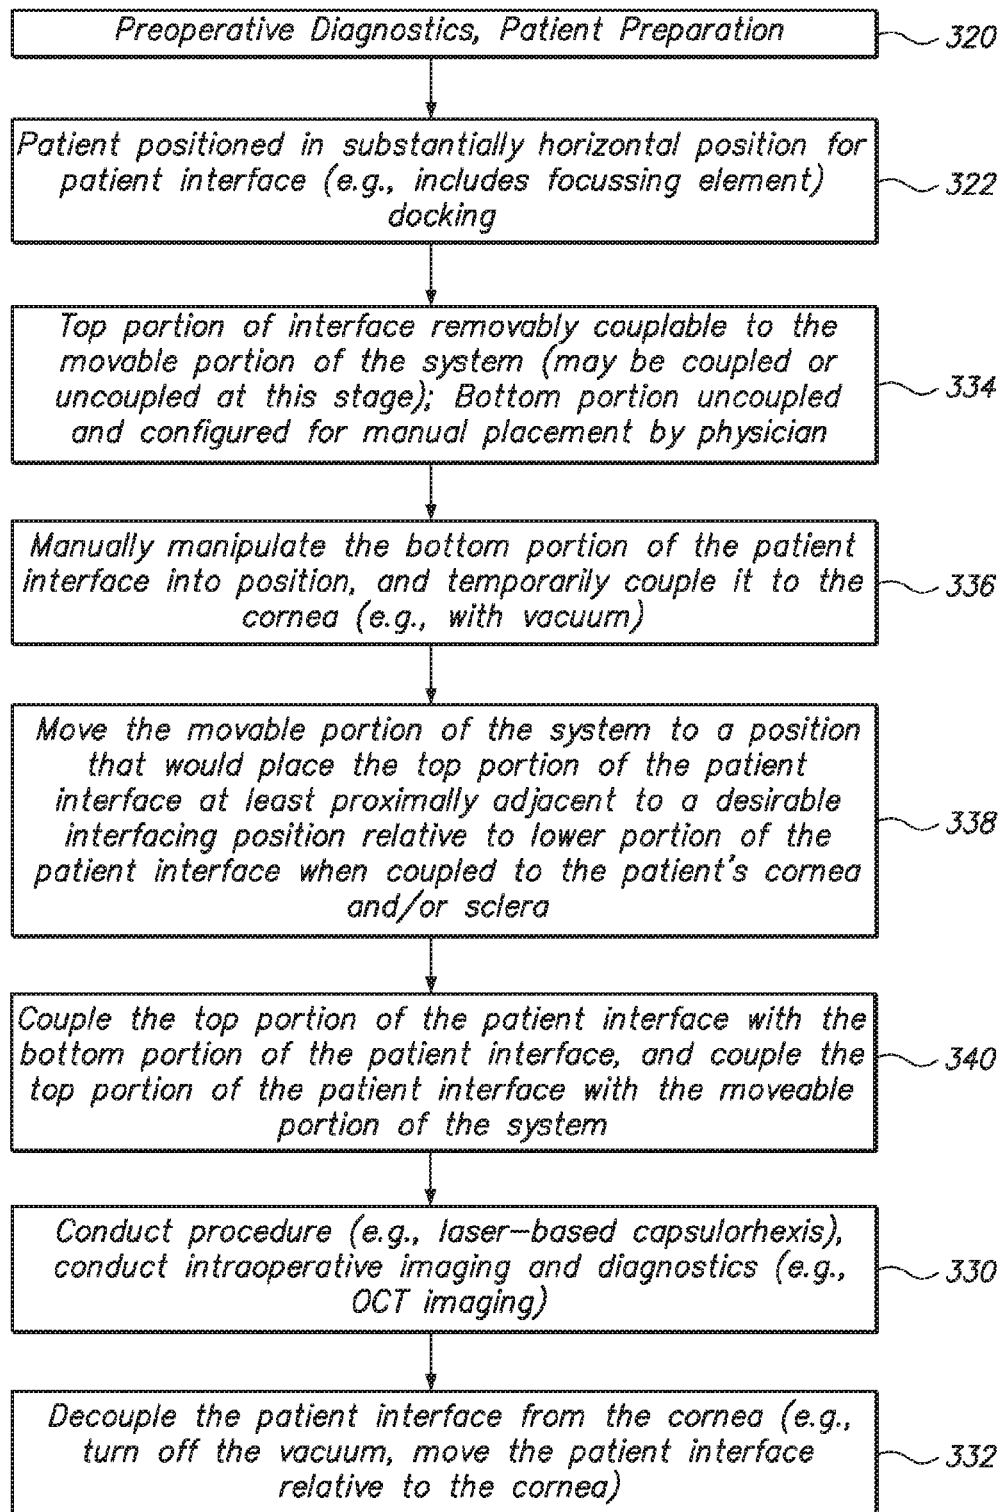 Preoperative Diagnostics, Patient Preparation
320
Patient positioned in substantially horizontal position for
patient interface (e.g., includes focussing element)
docking
322
Top portion of interface removably couplable to the
movable portion of the system (may be coupled or
uncoupled at this stage); Bottom portion uncoupled
and configured for manual placement by physician
334
Manually manipulate the bottom portion of the patient
interface into position, and temporarily couple it to the
cornea (e.g., with vacuum)
336
Move the movable portion of the system to a position
that would place the top portion of the patient
interface at least proximally adjacent to a desirable
interfacing position relative to lower portion of the
patient interface when coupled to the patient's cornea
and/or sclera
338
Couple the top portion of the patient interface with the
bottom portion of the patient interface, and couple the
top portion of the patient interface with the moveable
portion of the system
340
Conduct procedure (e.g., laser-based capsulorhexis),
conduct intraoperative imaging and diagnostics (e.g.,
OCT imaging)
330
Decouple the patient interface from the cornea (e.g.,
turn off the vacuum, move the patient interface
relative to the cornea)
332